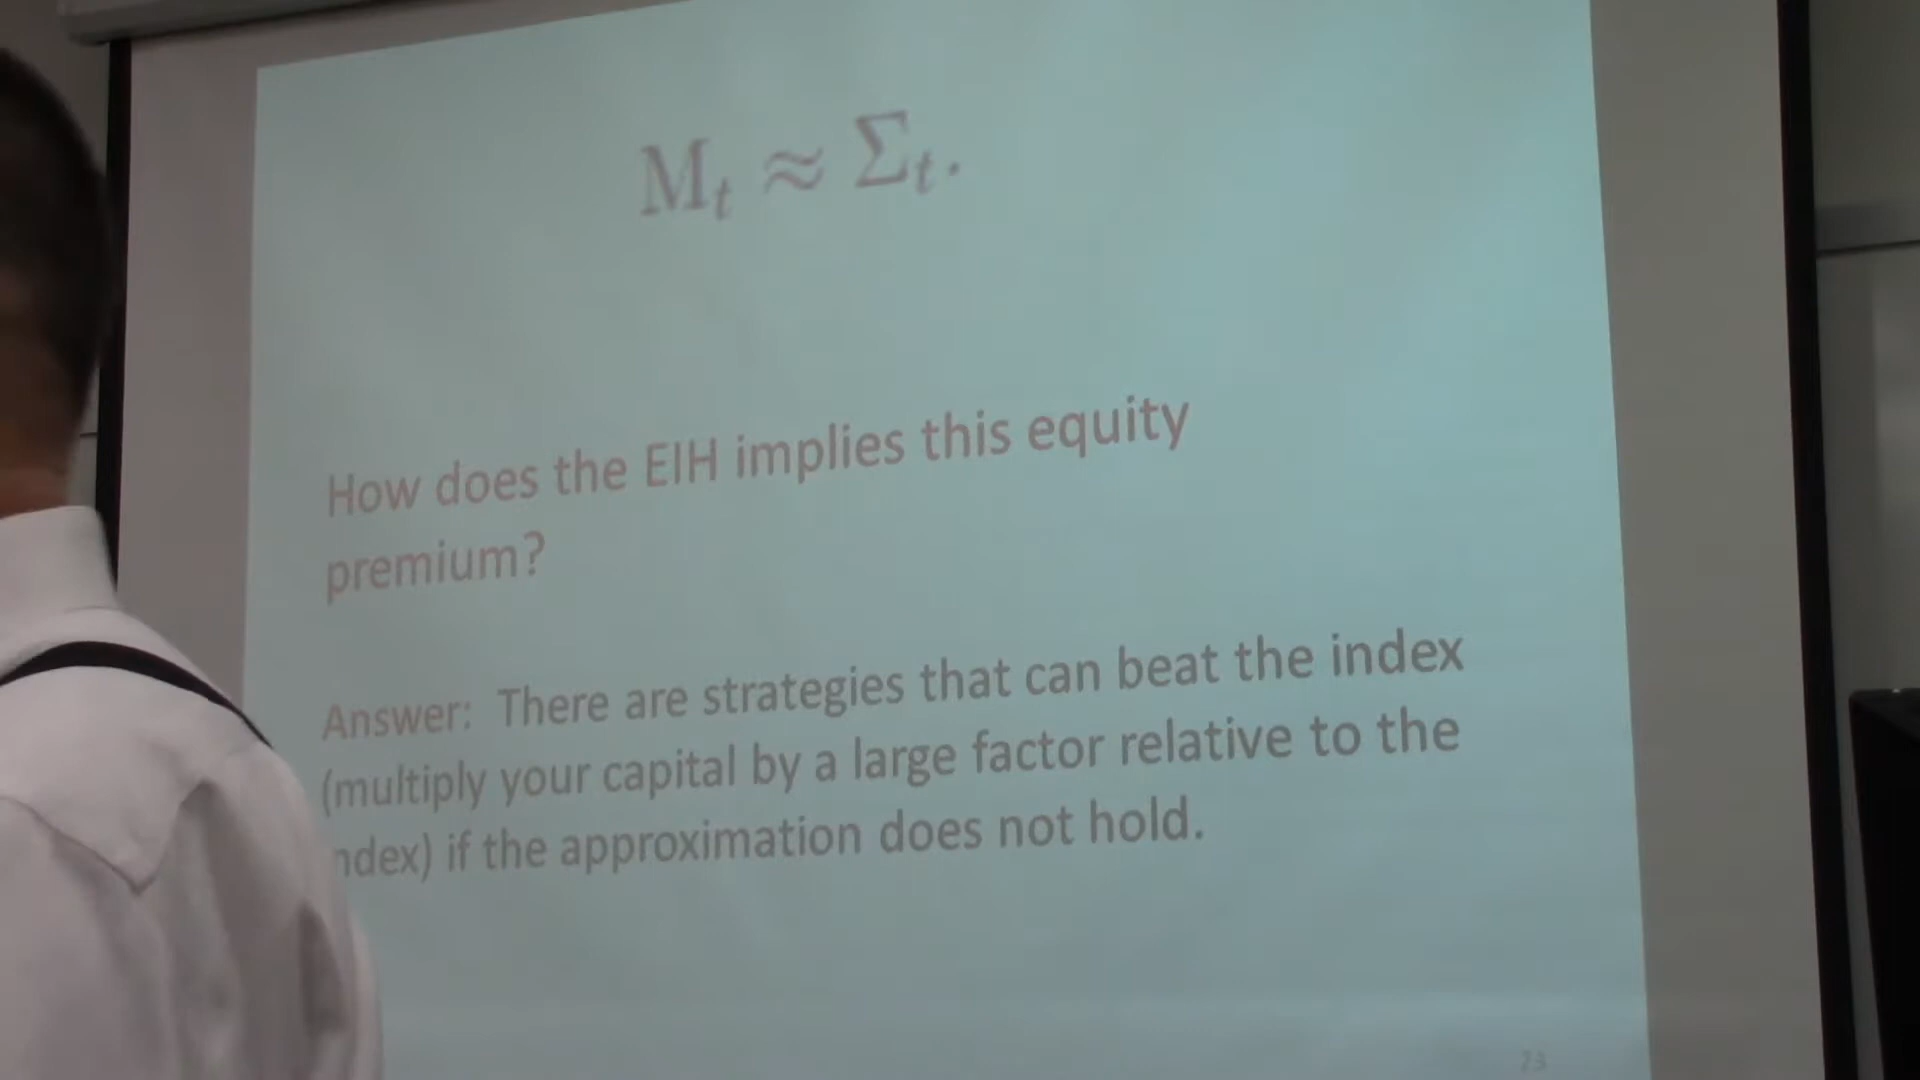 M_t ≈ Σ_t.
How does the EIH implies this equity
premium?
Answer: There are strategies that can beat the index
(multiply your capital by a large factor relative to the
ndex) if the approximation does not hold.